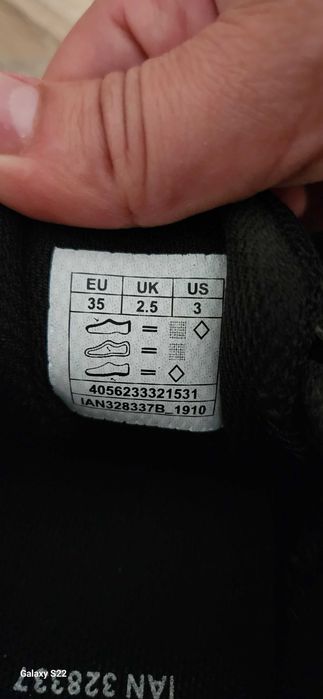 EU UK US
35 2.5 3
= ◇
=
= ◇
4056233321531
IAN328337B_1910
IAN 328337
Galaxy S22